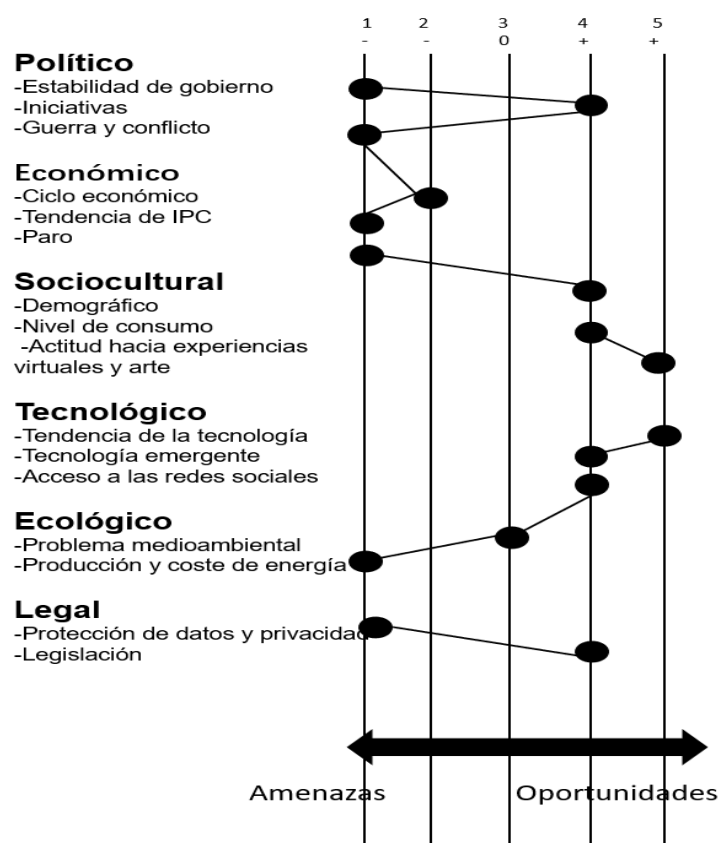 1 2 3 4 5
- - 0 + +
Político
-Estabilidad de gobierno
-Iniciativas
-Guerra y conflicto
Económico
-Ciclo económico
-Tendencia de IPC
-Paro
Sociocultural
-Demográfico
-Nivel de consumo
-Actitud hacia experiencias
virtuales y arte
Tecnológico
-Tendencia de la tecnología
-Tecnología emergente
-Acceso a las redes sociales
Ecológico
-Problema medioambiental
-Producción y coste de energía
Legal
-Protección de datos y privacidad
-Legislación
Amenazas Oportunidades